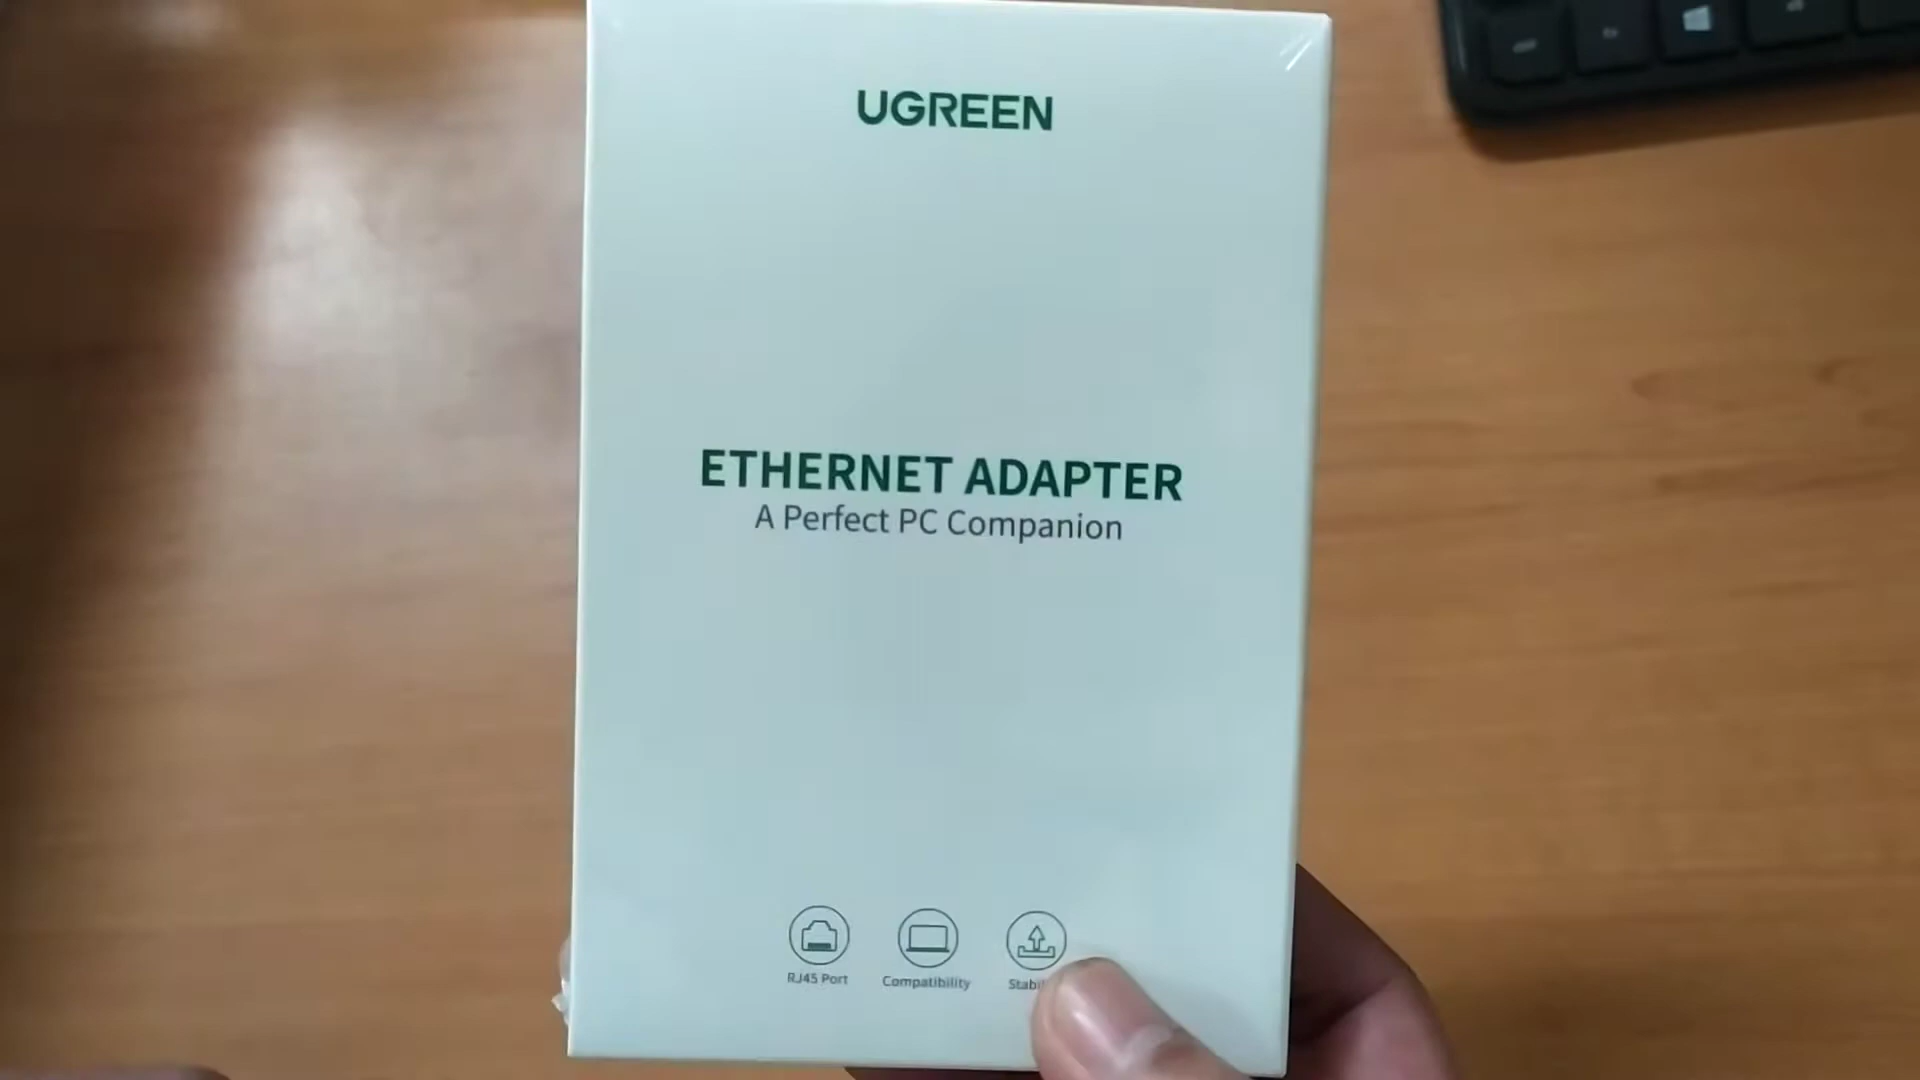 UGREEN
ETHERNET ADAPTER
A Perfect PC Companion
RJ45 Port
Compatibility